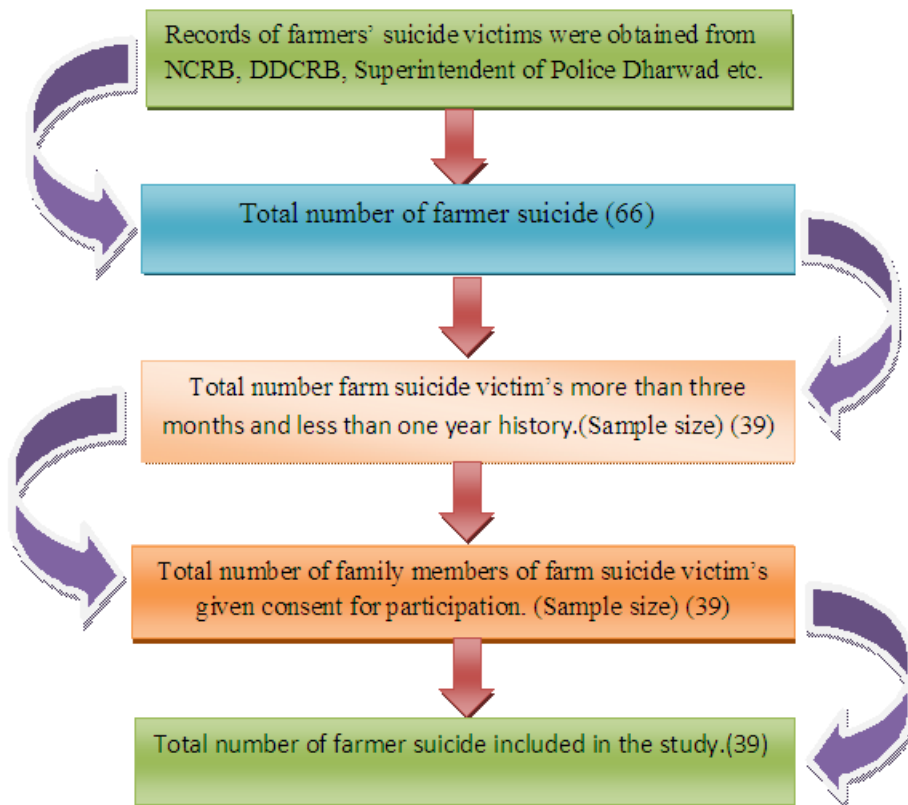 Records of farmers’ suicide victims were obtained from
NCRB, DDCRB, Superintendent of Police Dharwad etc.
Total number of farmer suicide (66)
Total number farm suicide victim’s more than three
months and less than one year history.(Sample size) (39)
Total number of family members of farm suicide victim’s
given consent for participation. (Sample size) (39)
Total number of farmer suicide included in the study.(39)